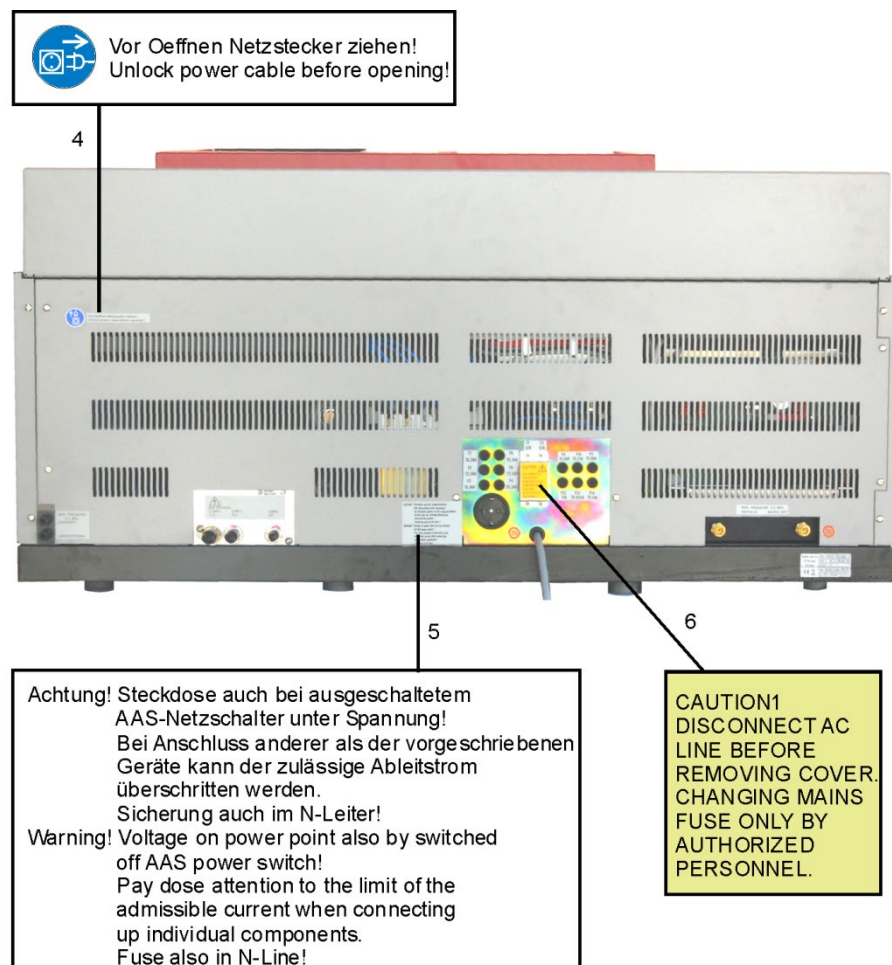 Vor Oeffnen Netzstecker ziehen!
Unlock power cable before opening!
4
5
6
Achtung! Steckdose auch bei ausgeschaltetem
AAS-Netzschalter unter Spannung!
Bei Anschluss anderer als der vorgeschriebenen
Geräte kann der zulässige Ableitstrom
überschritten werden.
Sicherung auch im N-Leiter!
Warning! Voltage on power point also by switched
off AAS power switch!
Pay dose attention to the limit of the
admissible current when connecting
up individual components.
Fuse also in N-Line!
CAUTION1
DISCONNECT AC
LINE BEFORE
REMOVING COVER.
CHANGING MAINS
FUSE ONLY BY
AUTHORIZED
PERSONNEL.